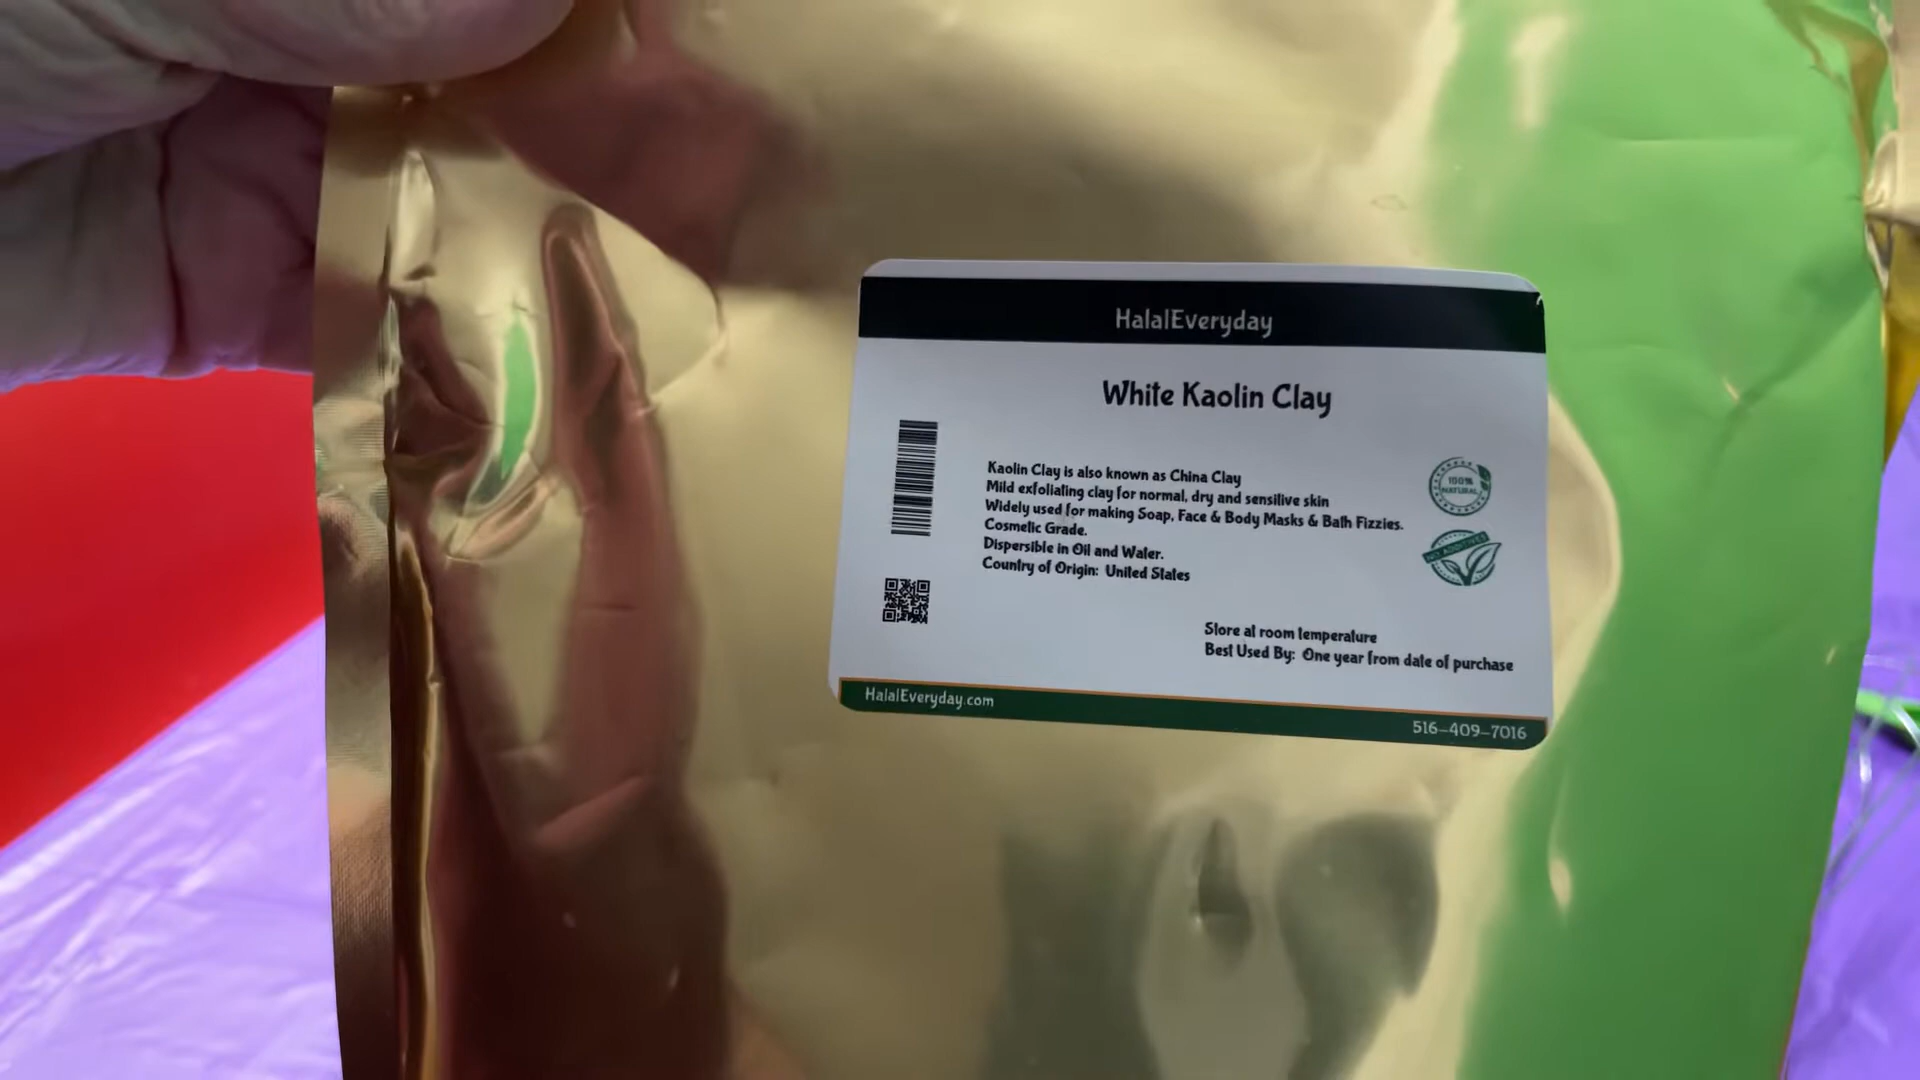 HalalEveryday
White Kaolin Clay
Kaolin Clay is also known as China Clay
Mild exfoliating clay for normal, dry and sensitive skin
Widely used for making Soap, Face & Body Masks & Bath Fizzies.
Cosmetic Grade.
Dispersible in Oil and Water.
Country of Origin: United States
100%
NATURAL
NO ADDITIVES
Store at room temperature
Best Used By: One year from date of purchase
HalalEveryday.com
516-409-7016